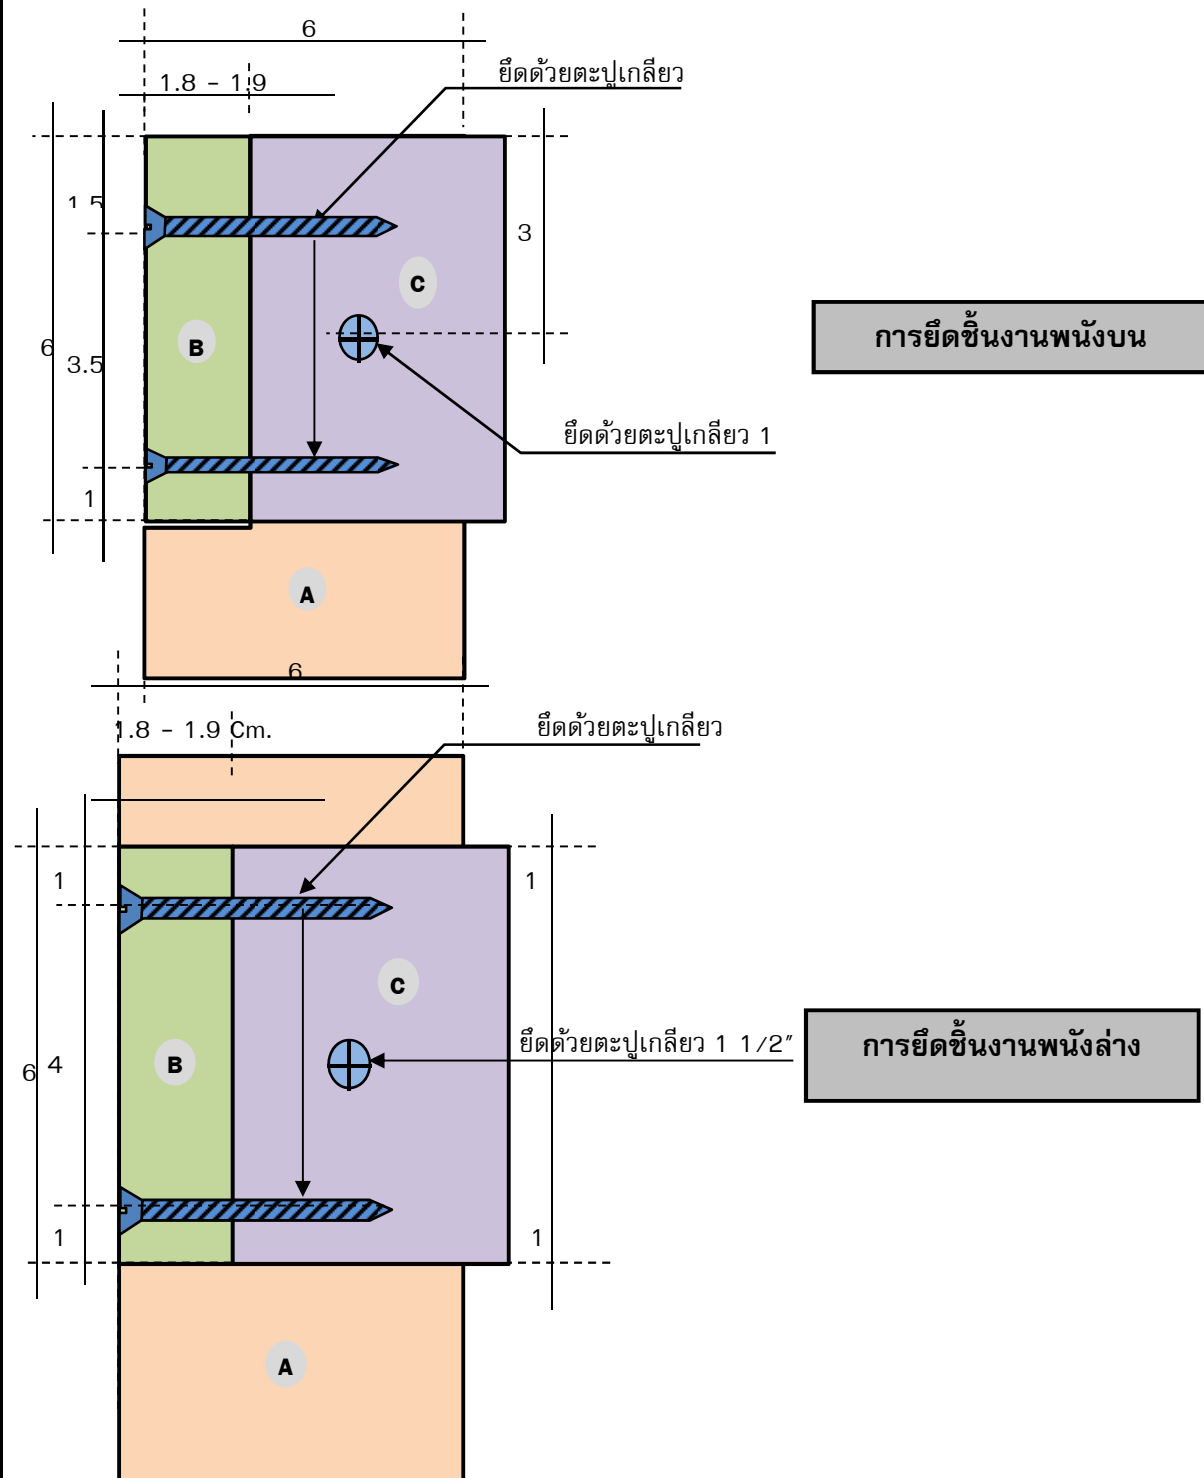 6
1.8 - 1.9
ยึดด้วยตะปูเกลียว
1.5
3
C
B
6
3.5
การยึดชิ้นงานพนังบน
ยึดด้วยตะปูเกลียว 1
1
A
6
1.8 - 1.9 Cm.
ยึดด้วยตะปูเกลียว
1
1
C
B
6
4
ยึดด้วยตะปูเกลียว 1 1/2"
การยึดชิ้นงานพนังล่าง
1
1
A